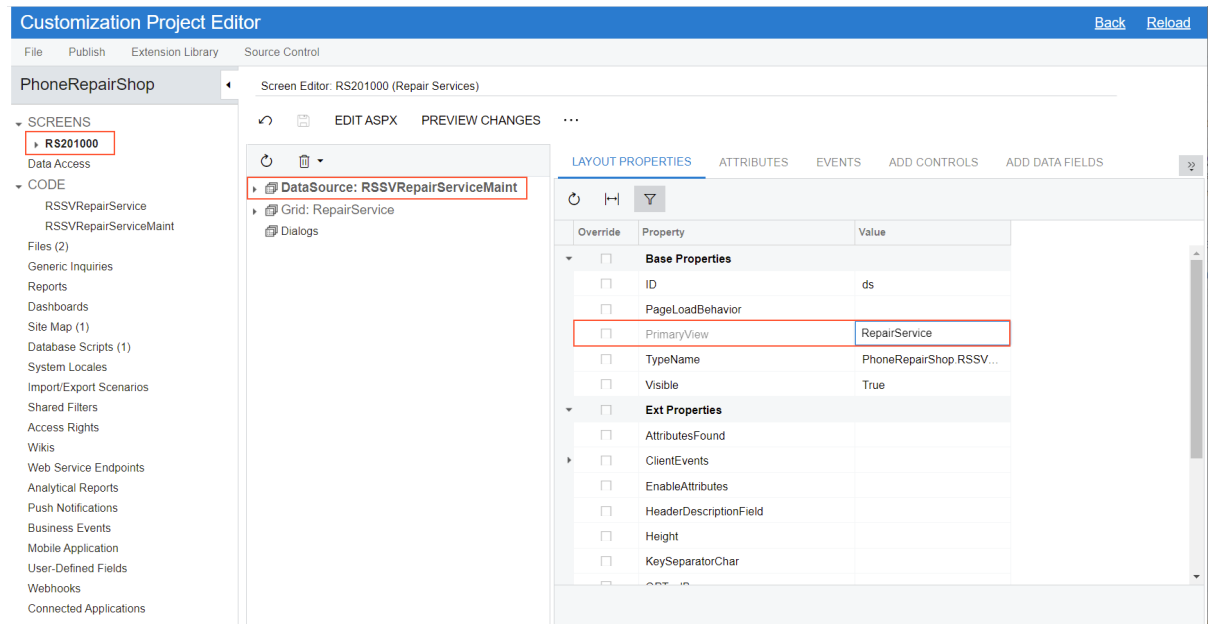 Customization Project Editor
Back Reload
File Publish Extension Library Source Control
PhoneRepairShop
SCREENS
RS201000
Data Access
CODE
RSSVRepairService
RSSVRepairServiceMaint
Files (2)
Generic Inquiries
Reports
Dashboards
Site Map (1)
Database Scripts (1)
System Locales
Import/Export Scenarios
Shared Filters
Access Rights
Wikis
Web Service Endpoints
Analytical Reports
Push Notifications
Business Events
Mobile Application
User-Defined Fields
Webhooks
Connected Applications
Screen Editor: RS201000 (Repair Services)
EDIT ASPX PREVIEW CHANGES ...
DataSource: RSSVRepairServiceMaint
Grid: RepairService
Dialogs
LAYOUT PROPERTIES ATTRIBUTES EVENTS ADD CONTROLS ADD DATA FIELDS
Override Property Value
Base Properties
ID ds
PageLoadBehavior
PrimaryView RepairService
TypeName PhoneRepairShop.RSSV...
Visible True
Ext Properties
AttributesFound
ClientEvents
EnableAttributes
HeaderDescriptionField
Height
KeySeparatorChar